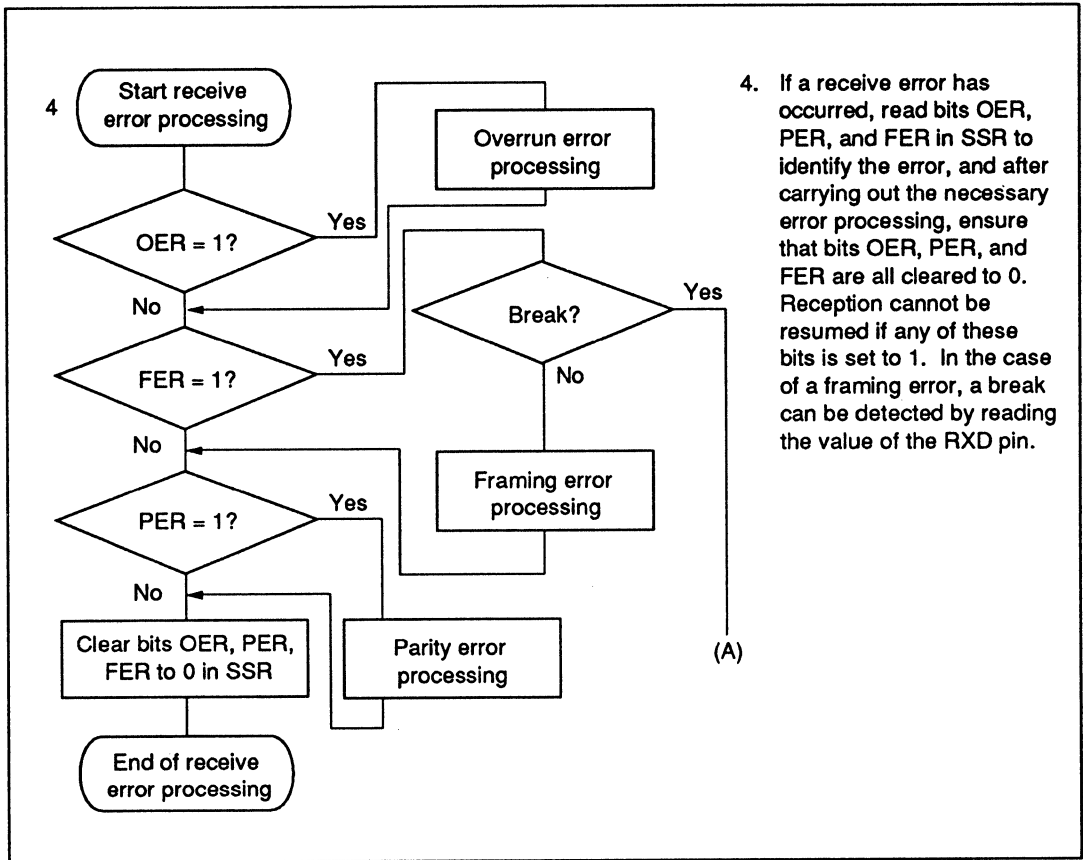 4
Start receive
error processing
OER = 1?
Yes
No
Overrun error
processing
FER = 1?
Yes
No
Break?
Yes
No
Framing error
processing
PER = 1?
Yes
No
Parity error
processing
Clear bits OER, PER,
FER to 0 in SSR
End of receive
error processing
(A)
4. If a receive error has
occurred, read bits OER,
PER, and FER in SSR to
identify the error, and after
carrying out the necessary
error processing, ensure
that bits OER, PER, and
FER are all cleared to 0.
Reception cannot be
resumed if any of these
bits is set to 1. In the case
of a framing error, a break
can be detected by reading
the value of the RXD pin.